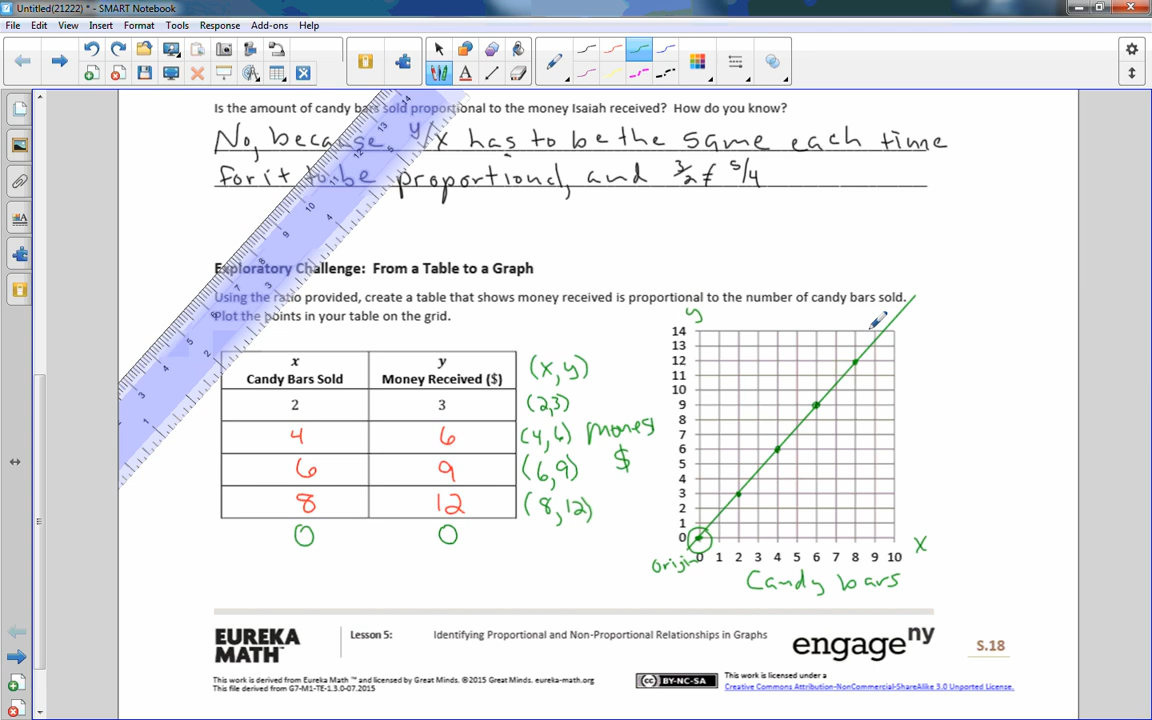 Untitled(21222) * - SMART Notebook
File Edit View Insert Format Tools Response Add-ons Help
Is the amount of candy bars sold proportional to the money Isaiah received? How do you know?
No, because y/x has to be the same each time
for it to be proportional, and 3/2 ≠ 5/4
Exploratory Challenge: From a Table to a Graph
Using the ratio provided, create a table that shows money received is proportional to the number of candy bars sold.
Plot the points in your table on the grid.
x y (x,y)
Candy Bars Sold Money Received ($)
2 3 (2,3)
4 6 (4,6)
6 9 (6,9)
8 12 (8,12)
0 0
money
$
y
14
13
12
11
10
9
8
7
6
5
4
3
2
1
0
0 1 2 3 4 5 6 7 8 9 10
x
Origin
Candy bars
EUREKA
MATH™
Lesson 5: Identifying Proportional and Non-Proportional Relationships in Graphs
engage ny
S.18
This work is derived from Eureka Math ™ and licensed by Great Minds. ©2015 Great Minds. eureka-math.org
This file derived from G7-M1-TE-1.3.0-07.2015
(cc) BY-NC-SA
This work is licensed under a
Creative Commons Attribution-NonCommercial-ShareAlike 3.0 Unported License.